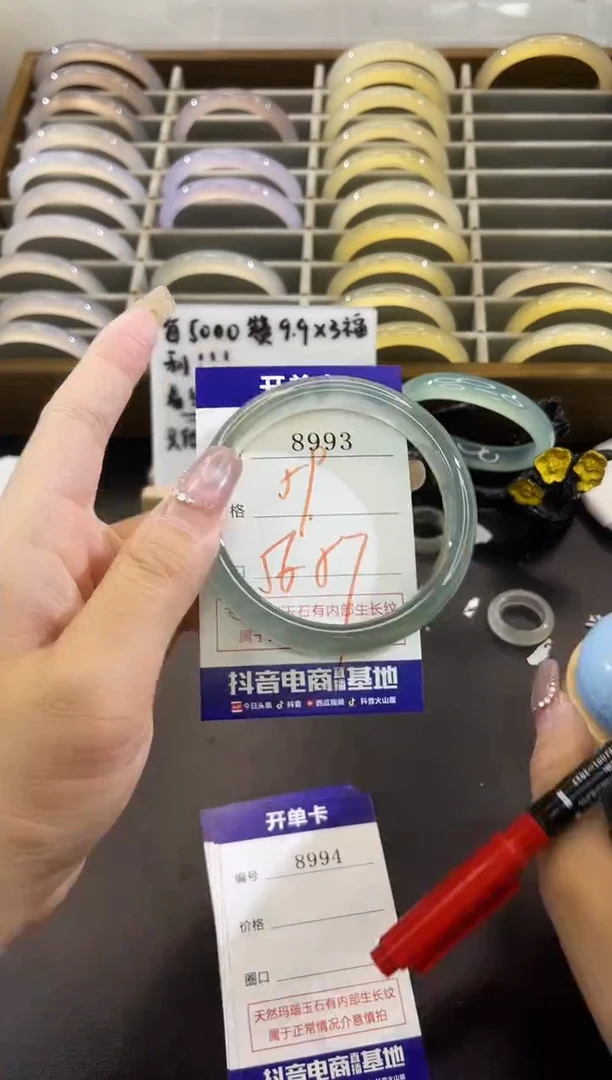 首5000裝9.9×3福
利！！！
开单卡
8993
格
玉石有内部生长纹
属于
抖音电商直播基地
今日头条 抖音 西瓜视频 抖音火山版
开单卡
编号 8994
价格
圈口
天然玛瑙玉石有内部生长纹
属于正常情况介意慎拍
抖音电商直播基地